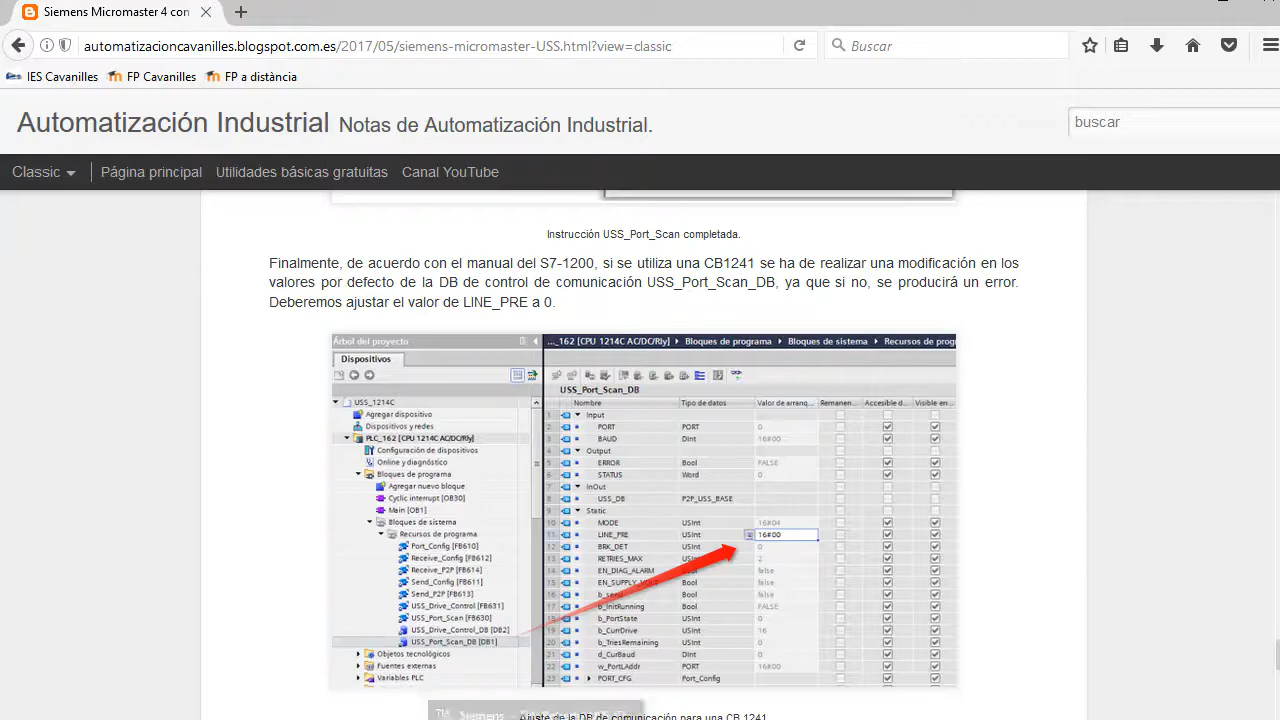 Siemens Micromaster 4 con
automatizacioncavanilles.blogspot.com.es/2017/05/siemens-micromaster-USS.html?view=classic
Buscar
IES Cavanilles FP Cavanilles FP a distància
Automatización Industrial Notas de Automatización Industrial.
buscar
Classic Página principal Utilidades básicas gratuitas Canal YouTube
Instrucción USS_Port_Scan completada.
Finalmente, de acuerdo con el manual del S7-1200, si se utiliza una CB1241 se ha de realizar una modificación en los
valores por defecto de la DB de control de comunicación USS_Port_Scan_DB, ya que si no, se producirá un error.
Deberemos ajustar el valor de LINE_PRE a 0.
Árbol del proyecto
Dispositivos
USS_1214C
Agregar dispositivo
Dispositivos y redes
PLC_162 [CPU 1214C AC/DC/Rly]
Configuración de dispositivos
Online y diagnóstico
Bloques de programa
Agregar nuevo bloque
Cyclic interrupt [OB30]
Main [OB1]
Bloques de sistema
Recursos de programa
Port_Config [FB610]
Receive_Config [FB612]
Receive_P2P [FB614]
Send_Config [FB611]
Send_P2P [FB613]
USS_Drive_Control [FB631]
USS_Port_Scan [FB630]
USS_Drive_Control_DB [DB2]
USS_Port_Scan_DB [DB1]
Objetos tecnológicos
Fuentes externas
Variables PLC
..._162 [CPU 1214C AC/DC/Rly] Bloques de programa Bloques de sistema Recursos de prog
USS_Port_Scan_DB
Nombre Tipo de datos Valor de arranq... Remanen... Accesible d... Visible en...
1 Input
2 PORT PORT 0
3 BAUD DInt 16#00
4 Output
5 ERROR Bool FALSE
6 STATUS Word 0
7 InOut
8 USS_DB P2P_USS_BASE
9 Static
10 MODE USInt 16#04
11 LINE_PRE USInt 16#00
12 BRK_DET USInt 0
13 RETRIES_MAX USInt 2
14 EN_DIAG_ALARM false
15 EN_SUPPLY_VOLT Bool false
16 b_send Bool false
17 b_InitRunning Bool FALSE
18 b_PortState USInt 0
19 b_CurrDrive USInt 16
20 b_TriesRemaining USInt 0
21 d_CurBaud DInt 0
22 w_PortLAddr PORT 16#00
23 PORT_CFG Port_Config
Ajuste de la DB de comunicación para una CB 1241